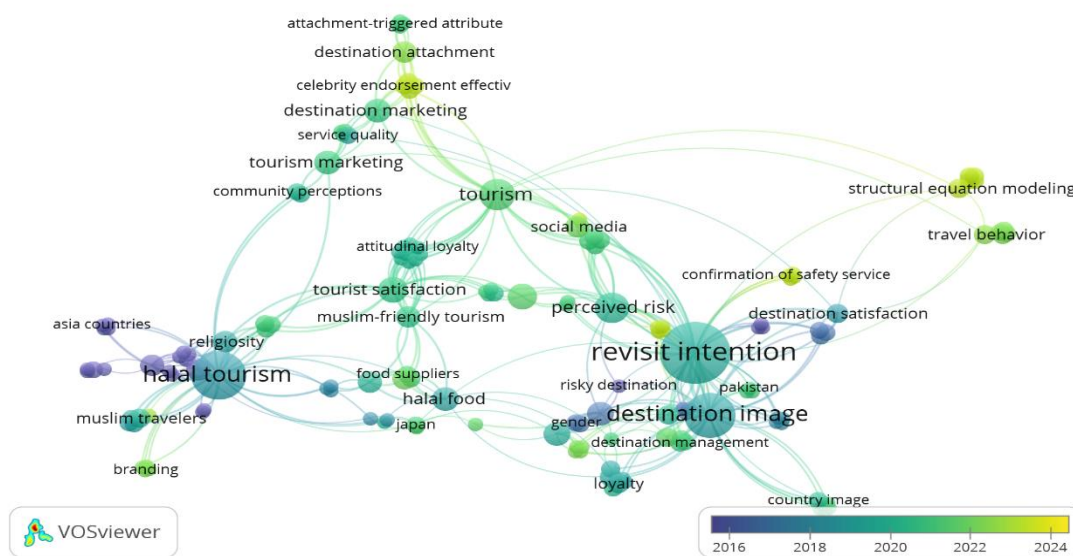 attachment-triggered attribute
destination attachment
celebrity endorsement effectiv
destination marketing
service quality
tourism marketing
community perceptions
tourism
structural equation modeling
social media
travel behavior
attitudinal loyalty
confirmation of safety service
tourist satisfaction
perceived risk
destination satisfaction
muslim-friendly tourism
asia countries
religiosity
revisit intention
halal tourism
food suppliers
risky destination
pakistan
halal food
destination image
muslim travelers
japan
gender
destination management
branding
loyalty
country image
VOSviewer
2016 2018 2020 2022 2024